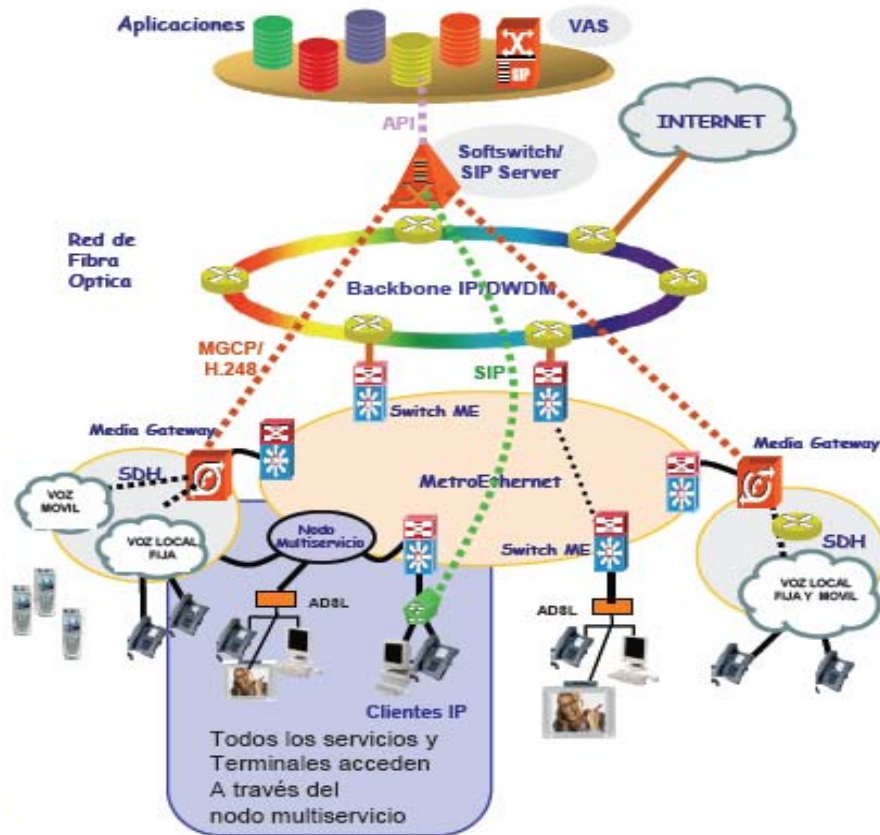 Aplicaciones
VAS
SIP
API
INTERNET
Softswitch/
SIP Server
Red de
Fibra
Optica
Backbone IP/DWDM
MGCP/
H.248
SIP
Switch ME
Media Gateway
Media Gateway
SDH
MetroEthernet
VOZ
MOVIL
VOZ LOCAL
FIJA
Nodo
Multiservicio
Switch ME
SDH
VOZ LOCAL
FIJA Y MOVIL
ADSL
ADSL
Clientes IP
Todos los servicios y
Terminales acceden
A través del
nodo multiservicio